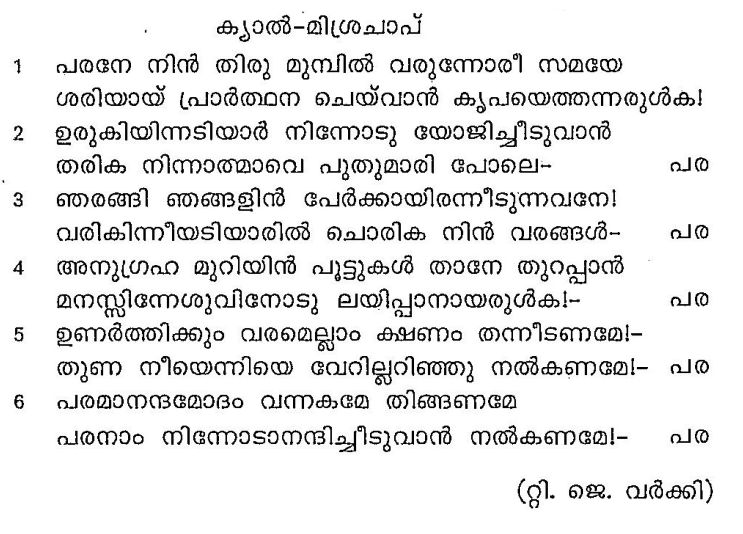 ക്യാൽ-മിശ്രചാപ്
1 പരനേ നിൻ തിരു മുമ്പിൽ വരുന്നോരീ സമയേ
ശരിയായ് പ്രാർത്ഥന ചെയ്‌വാൻ കൃപയെത്തന്നരുൾക!
2 ഉരുകിയിന്നടിയാർ നിന്നോടു യോജിച്ചീടുവാൻ
തരിക നിന്നാത്മാവെ പുതുമാരി പോലെ- പര
3 ഞരങ്ങി ഞങ്ങളിൻ പേർക്കായിരന്നീടുന്നവനേ!
വരികിന്നീയടിയാരിൽ ചൊരിക നിൻ വരങ്ങൾ- പര
4 അനുഗ്രഹ മുറിയിൻ പൂട്ടുകൾ താനേ തുറപ്പാൻ
മനസ്സിന്നേശുവിനോടു ലയിപ്പാനായരുൾക!- പര
5 ഉണർത്തിക്കും വരമെല്ലാം ക്ഷണം തന്നീടണമേ!-
തുണ നീയെന്നിയെ വേറില്ലറിഞ്ഞു നൽകണമേ!- പര
6 പരമാനന്ദമോദം വന്നകമേ തിങ്ങണമേ
പരനാം നിന്നോടാനന്ദിച്ചീടുവാൻ നൽകണമേ!- പര
(റ്റി. ജെ. വർക്കി)